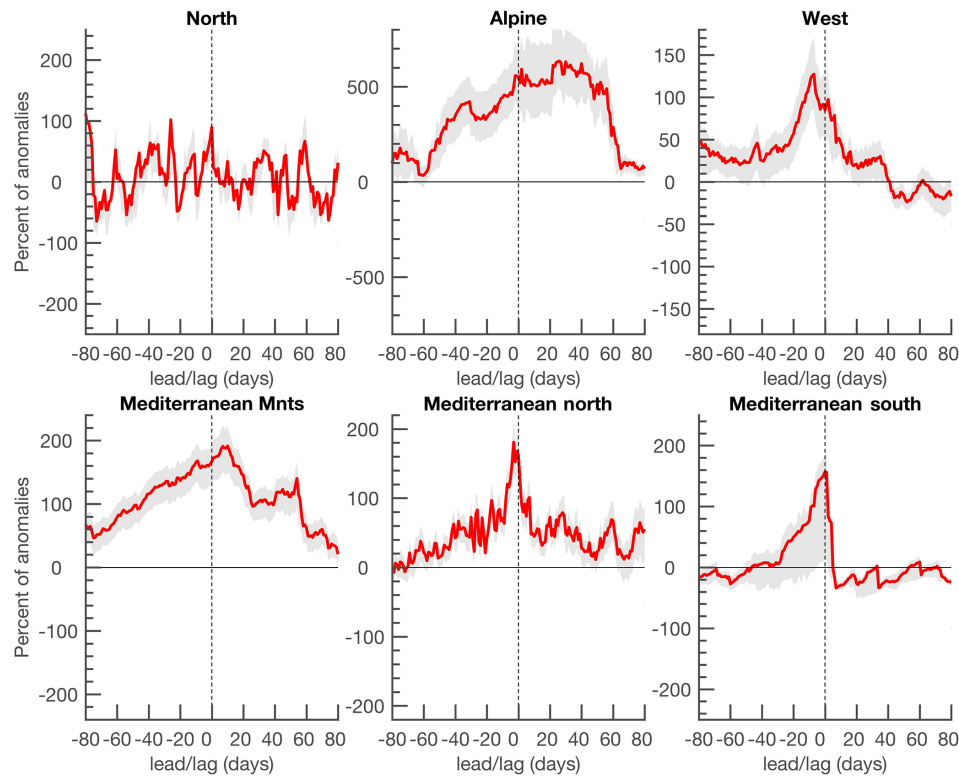 North
Alpine
West
Percent of anomalies
200
100
0
-100
-200
500
0
-500
150
100
50
0
-50
-100
-150
-80 -60 -40 -20 0 20 40 60 80
-80 -60 -40 -20 0 20 40 60 80
-80 -60 -40 -20 0 20 40 60 80
lead/lag (days)
lead/lag (days)
lead/lag (days)
Mediterranean Mnts
Mediterranean north
Mediterranean south
Percent of anomalies
200
100
0
-100
-200
200
100
0
-100
-200
200
100
0
-100
-200
-80 -60 -40 -20 0 20 40 60 80
-80 -60 -40 -20 0 20 40 60 80
-80 -60 -40 -20 0 20 40 60 80
lead/lag (days)
lead/lag (days)
lead/lag (days)